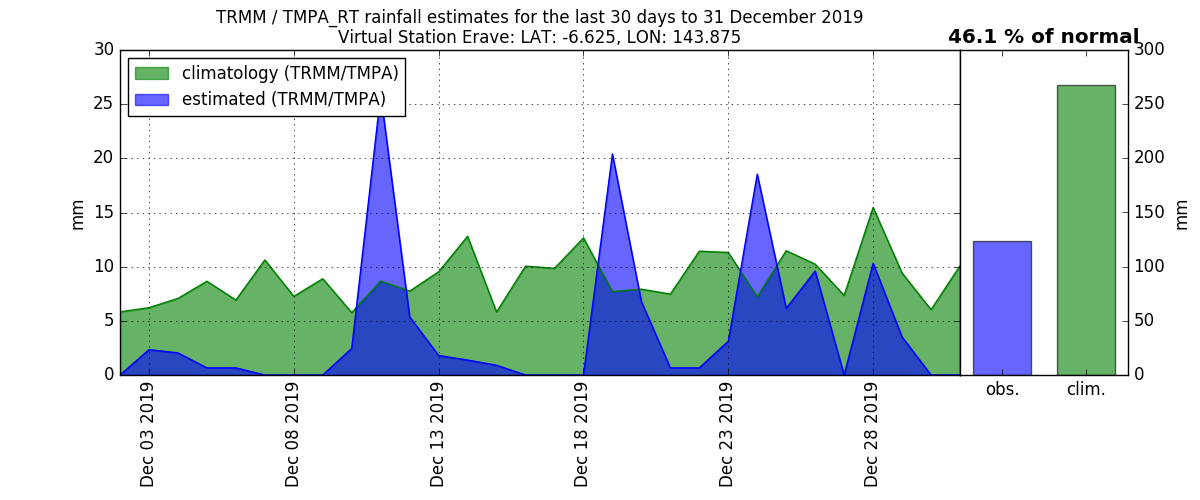 TRMM / TMPA_RT rainfall estimates for the last 30 days to 31 December 2019
Virtual Station Erave: LAT: -6.625, LON: 143.875
46.1 % of normal
climatology (TRMM/TMPA)
estimated (TRMM/TMPA)
30
25
20
15
10
5
0
mm
Dec 03 2019
Dec 08 2019
Dec 13 2019
Dec 18 2019
Dec 23 2019
Dec 28 2019
300
250
200
150
100
50
0
mm
obs.
clim.